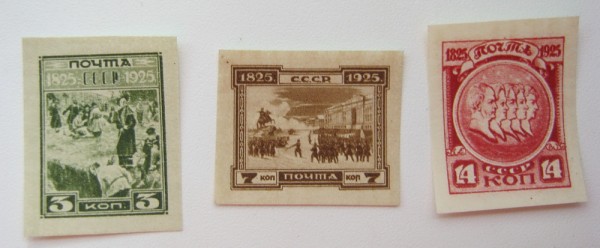 ПОЧТА
1825 СССР 1925
3 КОП.
1825. СССР 1925.
7 КОП ПОЧТА КОП 7
1825 ПОЧТА 1925
СССР
14 КОП 14